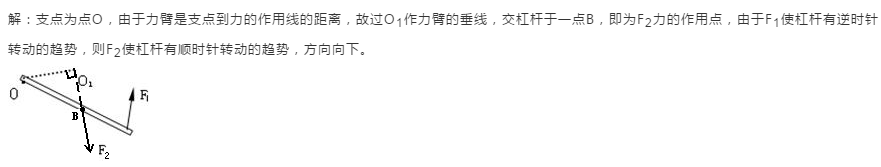 解：支点为点O，由于力臂是支点到力的作用线的距离，故过O₁作力臂的垂线，交杠杆于一点B，即为F₂力的作用点，由于F₁使杠杆有逆时针
转动的趋势，则F₂使杠杆有顺时针转动的趋势，方向向下。
O₁
O
F₁
B
F₂